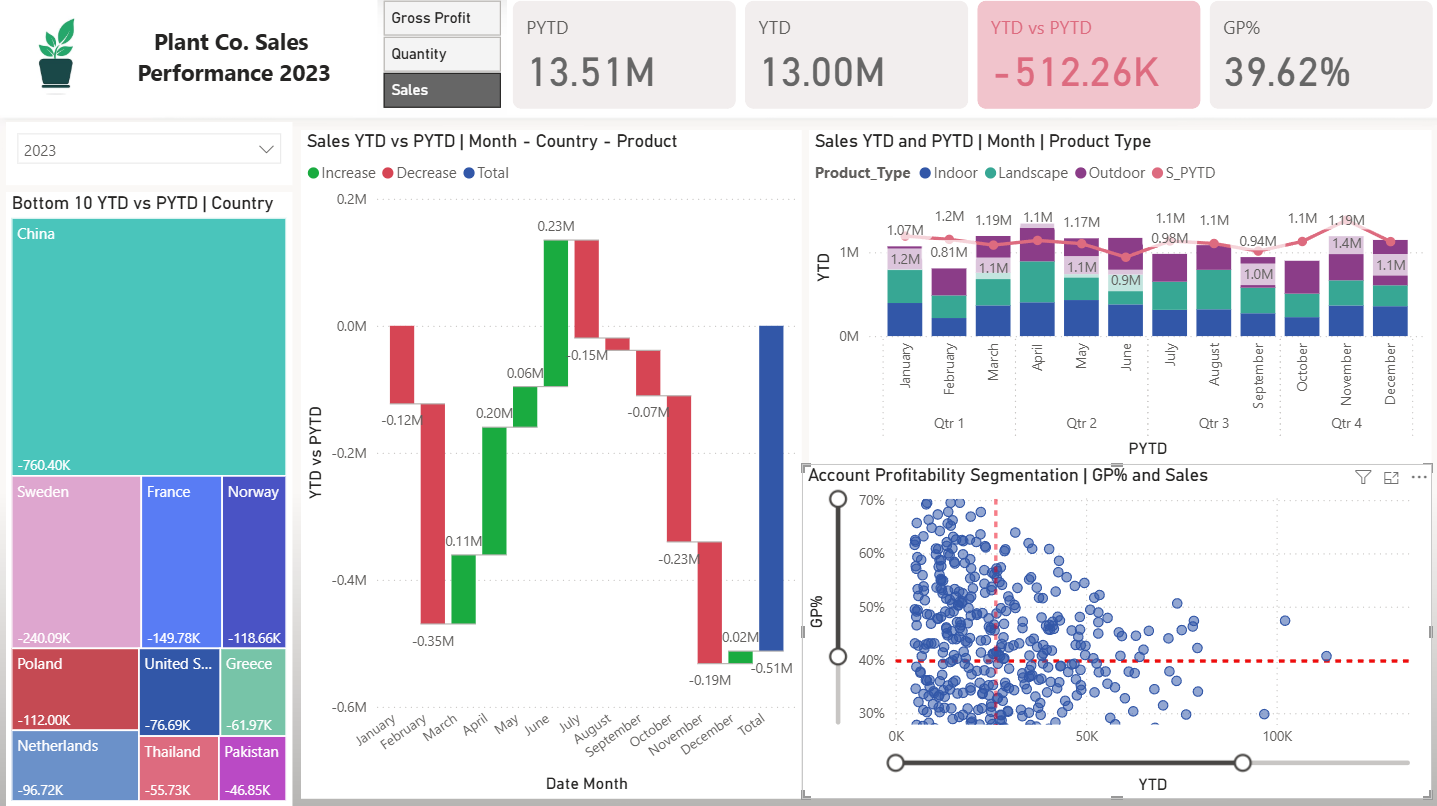 Plant Co. Sales
Performance 2023
Gross Profit
Quantity
Sales
PYTD
13.51M
YTD
13.00M
YTD vs PYTD
-512.26K
GP%
39.62%
2023
Bottom 10 YTD vs PYTD | Country
China
-760.40K
Sweden
-240.09K
France
-149.78K
Norway
-118.66K
Poland
-112.00K
United S...
-76.69K
Greece
-61.97K
Netherlands
-96.72K
Thailand
-55.73K
Pakistan
-46.85K
Sales YTD vs PYTD | Month - Country - Product
Increase Decrease Total
YTD vs PYTD
0.2M
0.0M
-0.2M
-0.4M
-0.6M
-0.12M
-0.35M
0.11M
0.20M
0.06M
0.23M
-0.15M
-0.07M
-0.23M
-0.19M
0.02M
-0.51M
January
February
March
April
May
June
July
August
September
October
November
December
Total
Date Month
Sales YTD and PYTD | Month | Product Type
Product_Type Indoor Landscape Outdoor S_PYTD
YTD
1M
0M
1.07M
1.2M
1.2M
0.81M
1.19M
1.1M
1.1M
1.17M
1.1M
0.9M
1.1M
0.98M
1.1M
0.94M
1.0M
1.1M
1.19M
1.4M
1.1M
January
February
March
April
May
June
July
August
September
October
November
December
Qtr 1
Qtr 2
Qtr 3
Qtr 4
PYTD
Account Profitability Segmentation | GP% and Sales
GP%
70%
60%
50%
40%
30%
0K
50K
100K
YTD